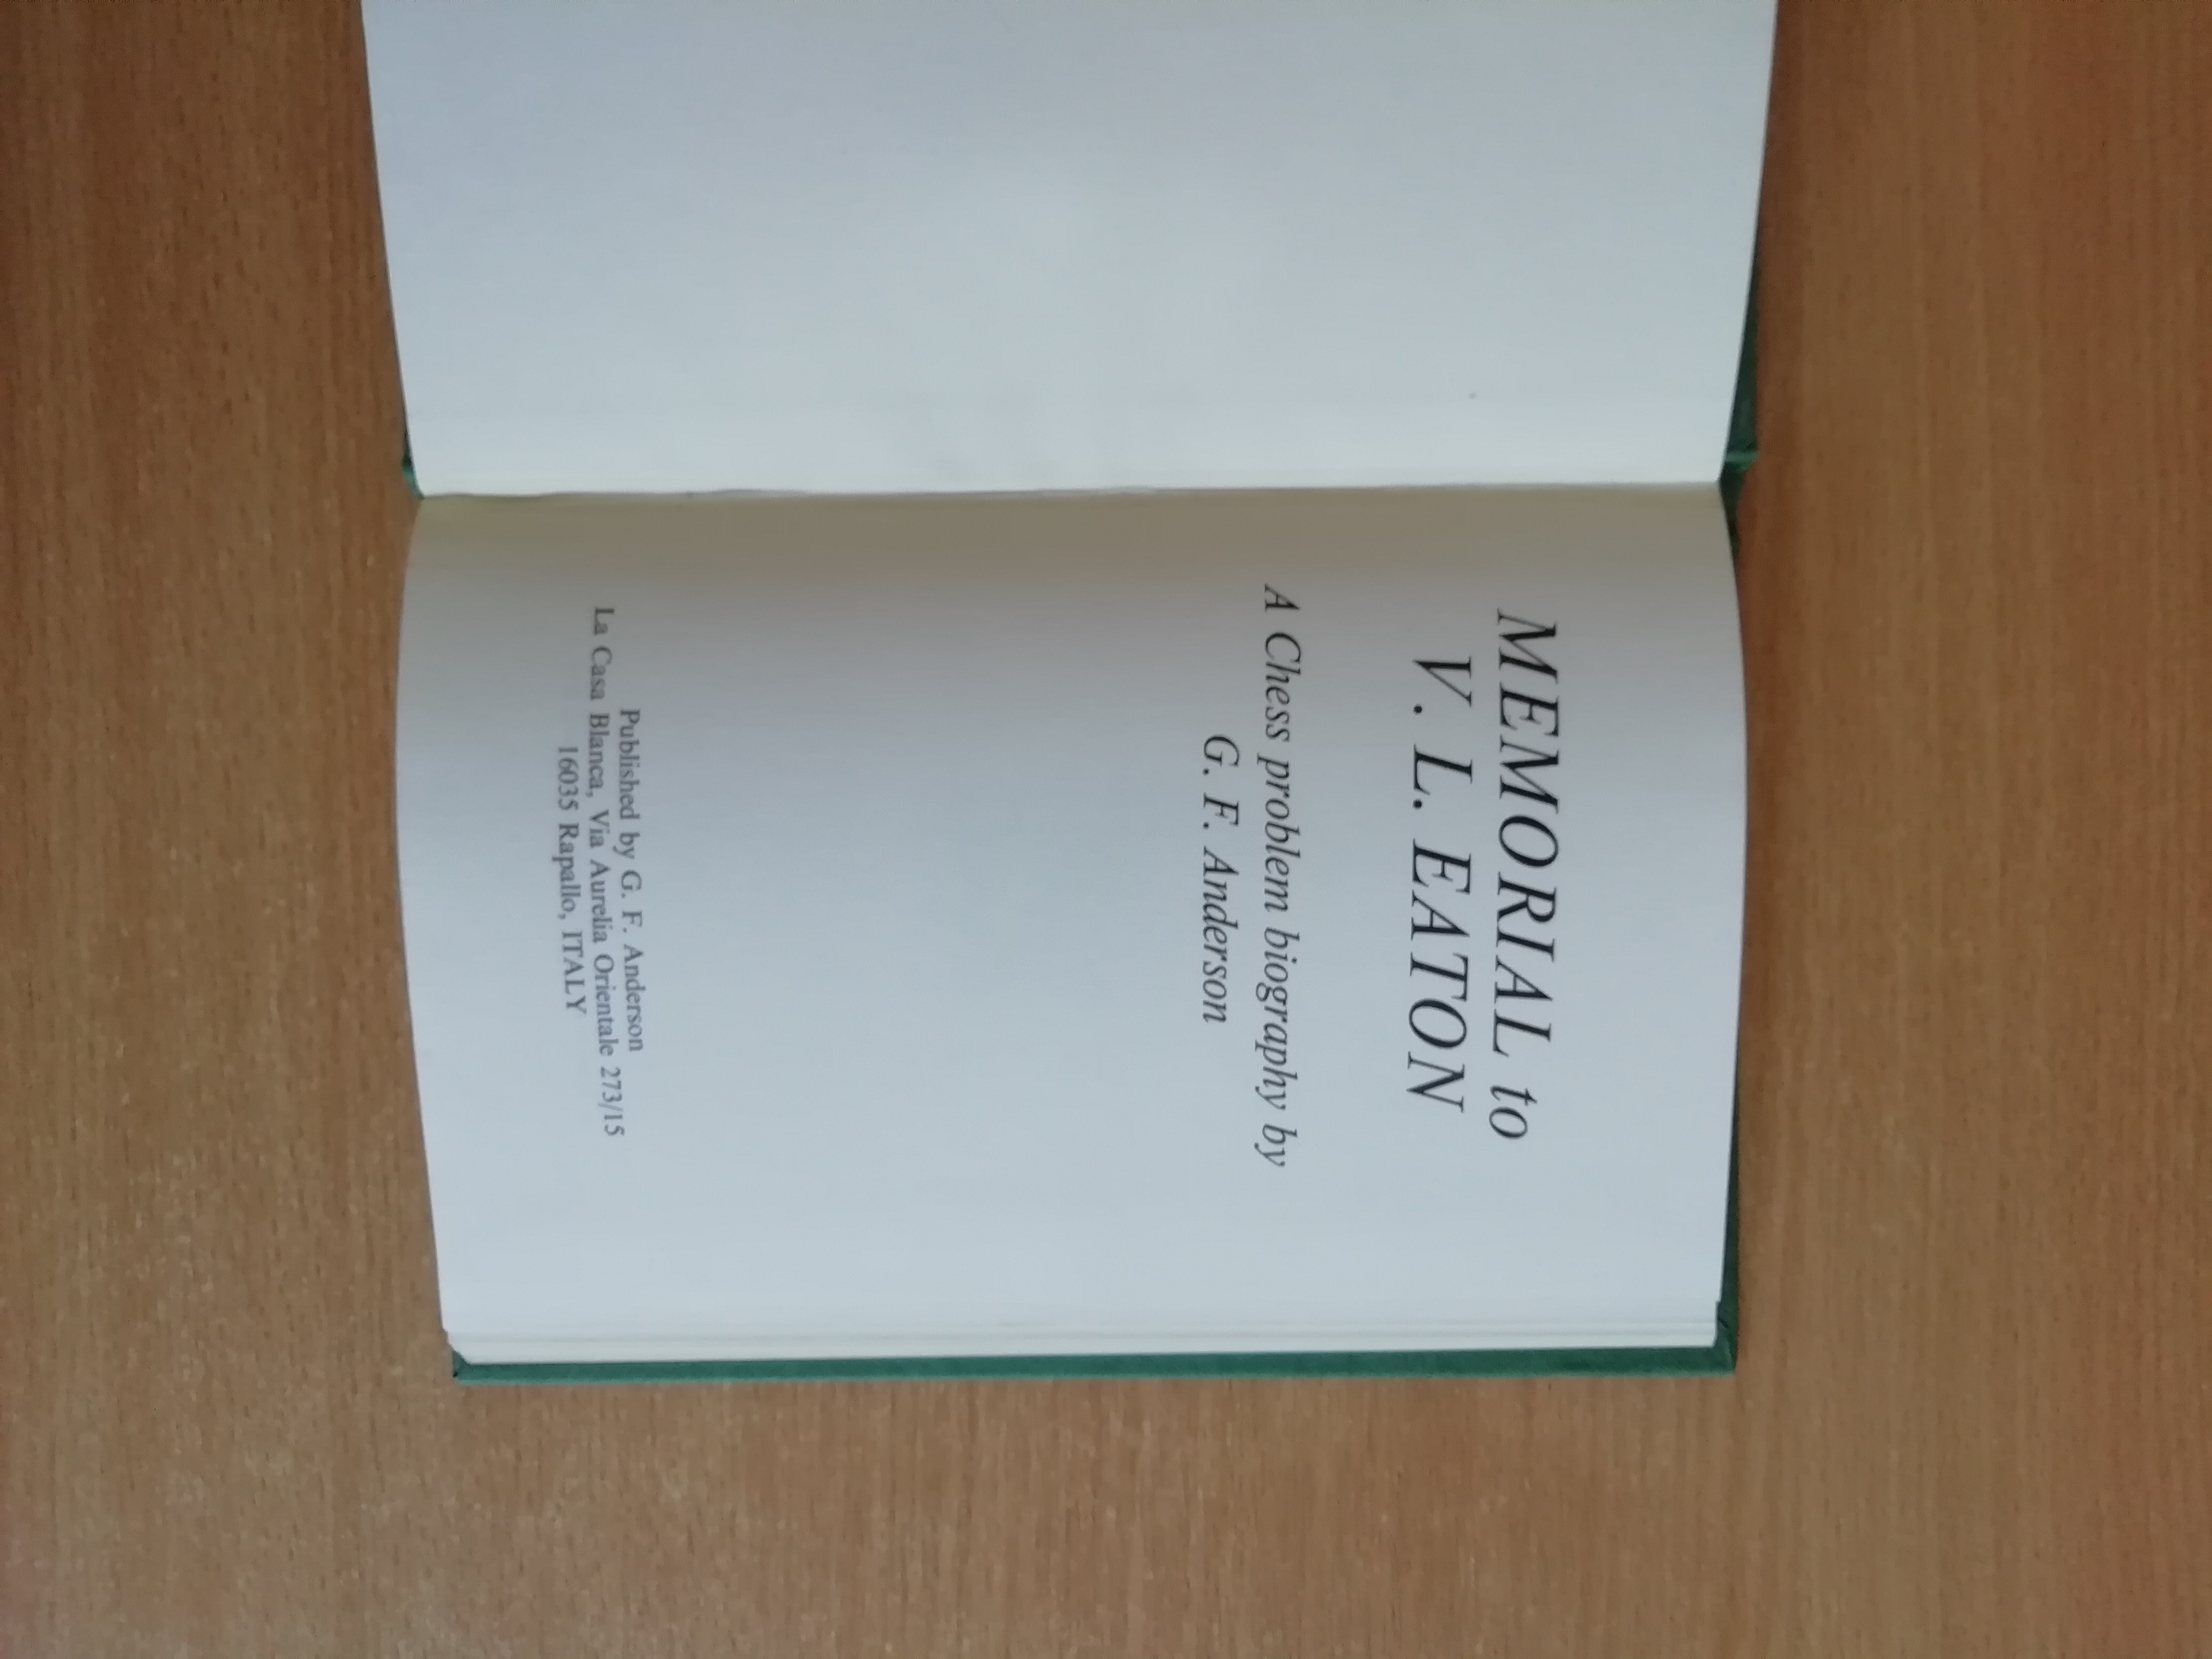 MEMORIAL to
V. L. EATON
A Chess problem biography by
G. F. Anderson
Published by G. F. Anderson
La Casa Blanca, Via Aurelia Orientale 273/15
16035 Rapallo, ITALY